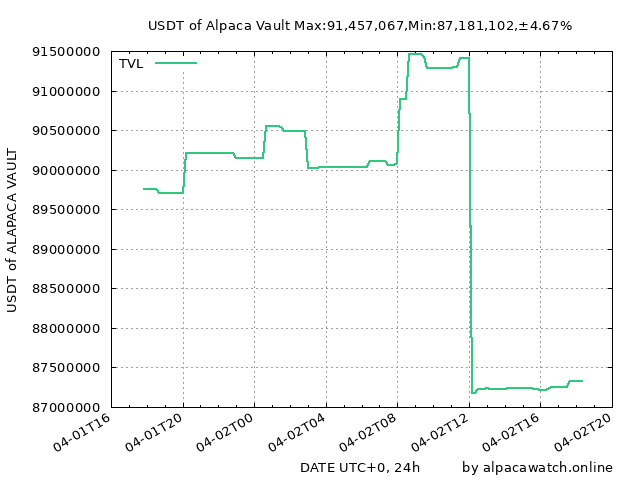 USDT of Alpaca Vault Max:91,457,067,Min:87,181,102,±4.67%
TVL
91500000
91000000
90500000
90000000
89500000
89000000
88500000
88000000
87500000
87000000
USDT of ALAPACA VAULT
04-01T16
04-01T20
04-02T00
04-02T04
04-02T08
04-02T12
04-02T16
04-02T20
DATE UTC+0, 24h
by alpacawatch.online